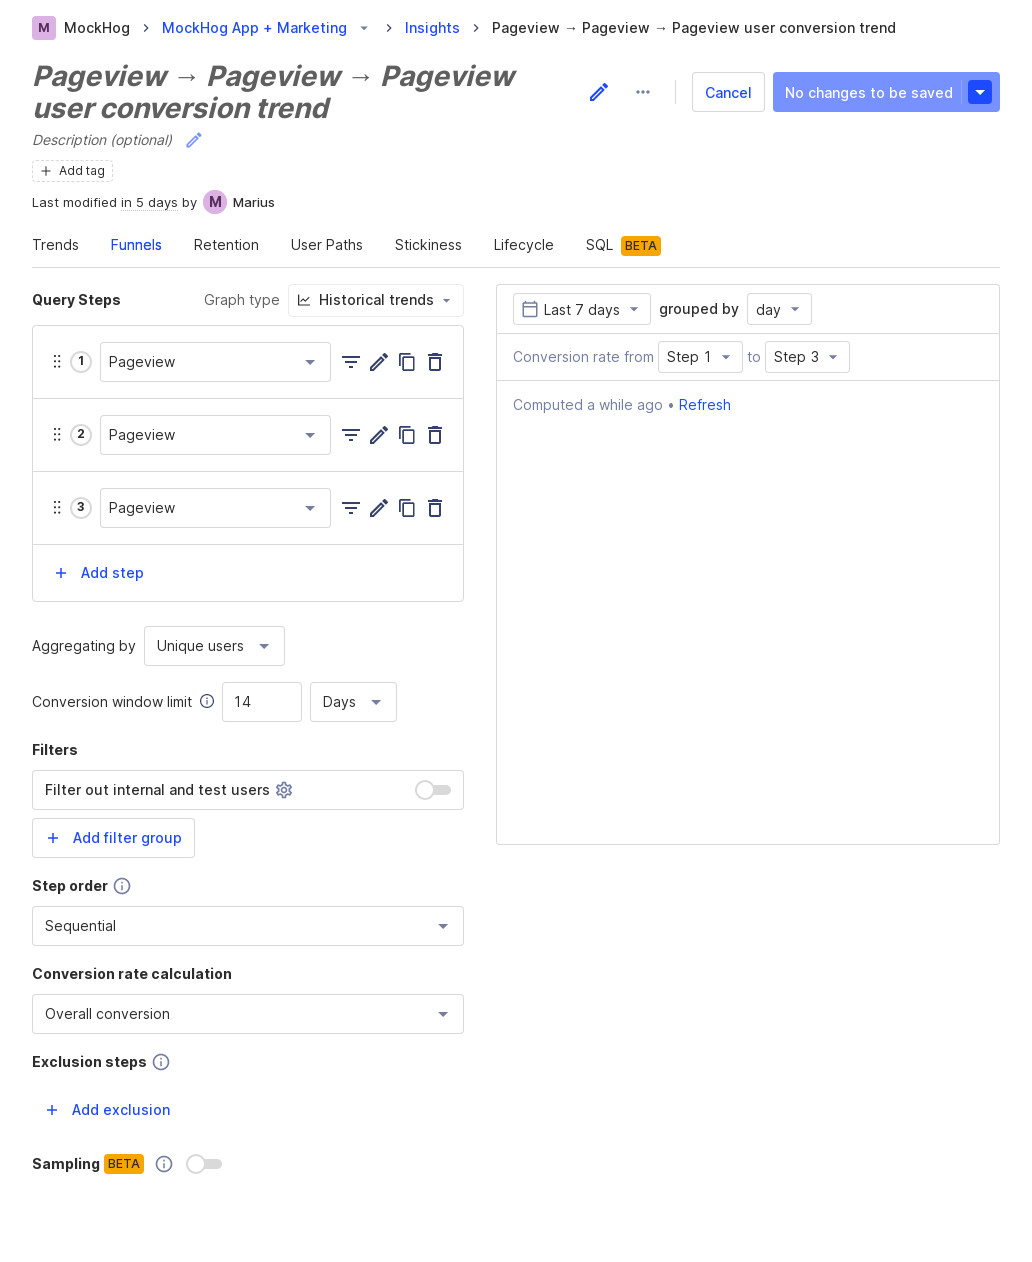 M MockHog > MockHog App + Marketing > Insights > Pageview → Pageview → Pageview user conversion trend
Pageview → Pageview → Pageview
user conversion trend
Cancel
No changes to be saved
Description (optional)
Add tag
Last modified in 5 days by M Marius
Trends Funnels Retention User Paths Stickiness Lifecycle SQL BETA
Query Steps Graph type Historical trends
1 Pageview
2 Pageview
3 Pageview
+ Add step
Aggregating by Unique users
Conversion window limit 14 Days
Filters
Filter out internal and test users
+ Add filter group
Step order
Sequential
Conversion rate calculation
Overall conversion
Exclusion steps
+ Add exclusion
Sampling BETA
Last 7 days grouped by day
Conversion rate from Step 1 to Step 3
Computed a while ago • Refresh